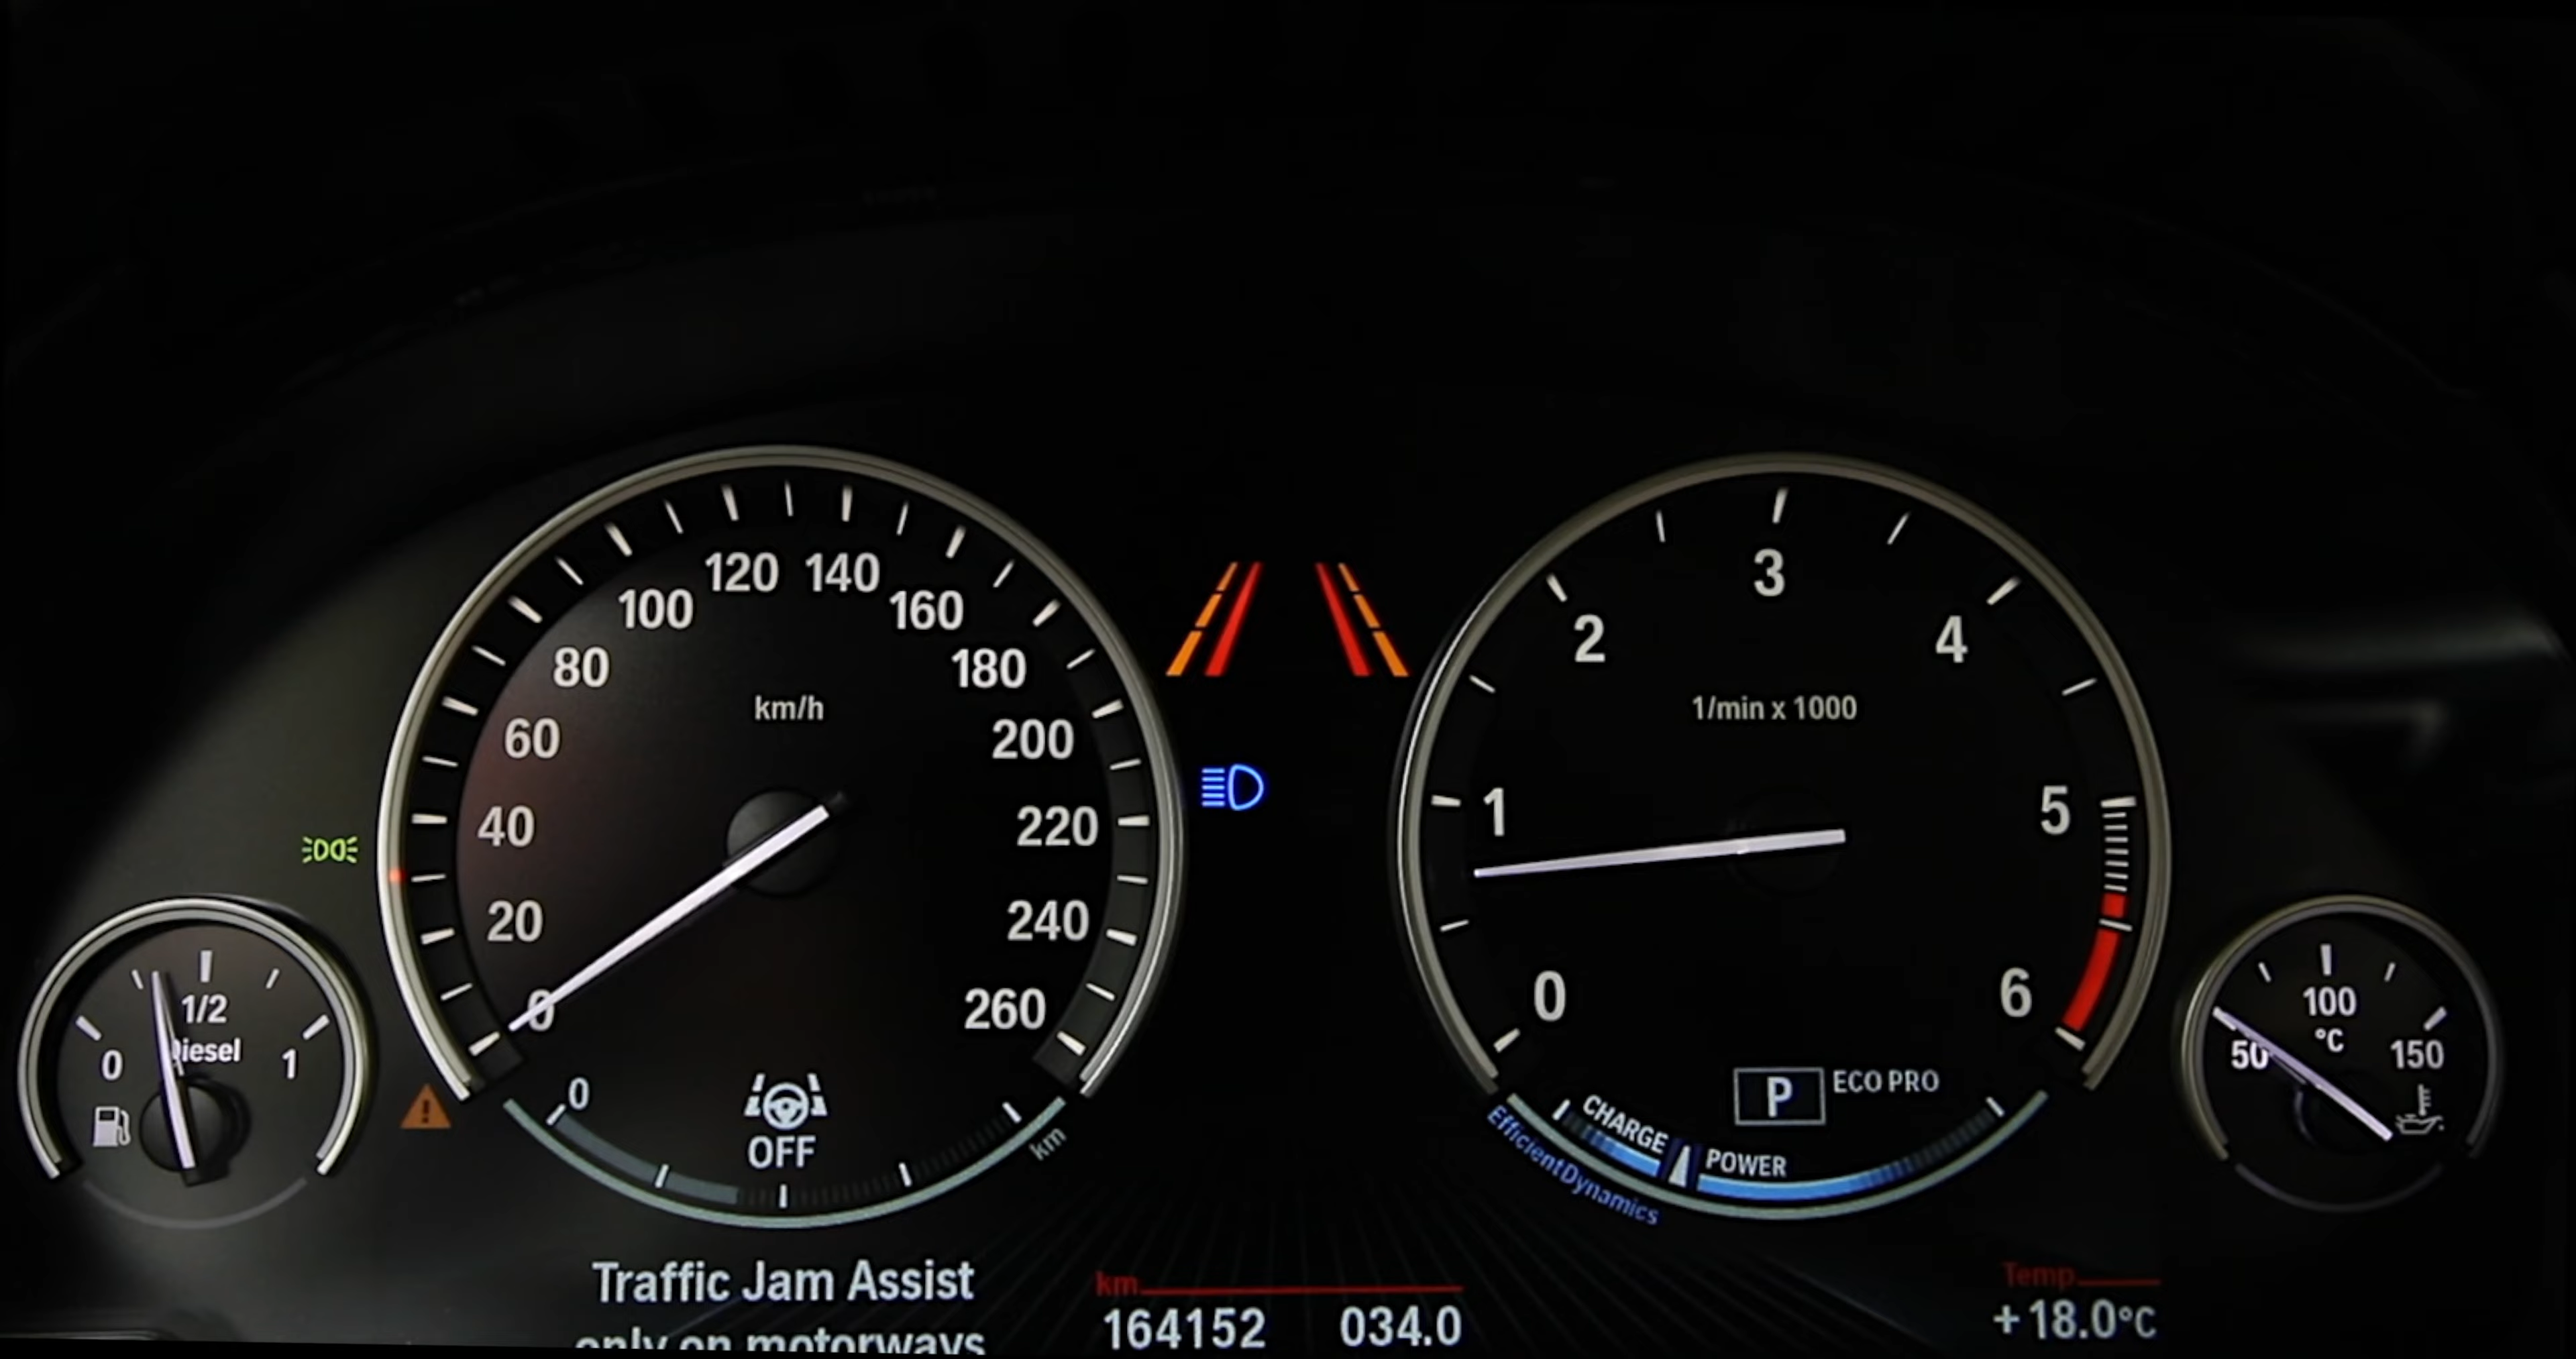 120 140
100 160
80 180
60 200
40 220
20 240
0 260
km/h
3
2 4
1 5
0 6
1/min x 1000
1/2
0 1
Diesel
100
°C
50 150
0
km
OFF
P ECO PRO
CHARGE
POWER
EfficientDynamics
Traffic Jam Assist
only on motorways
km
164152 034.0
Temp
+18.0°C